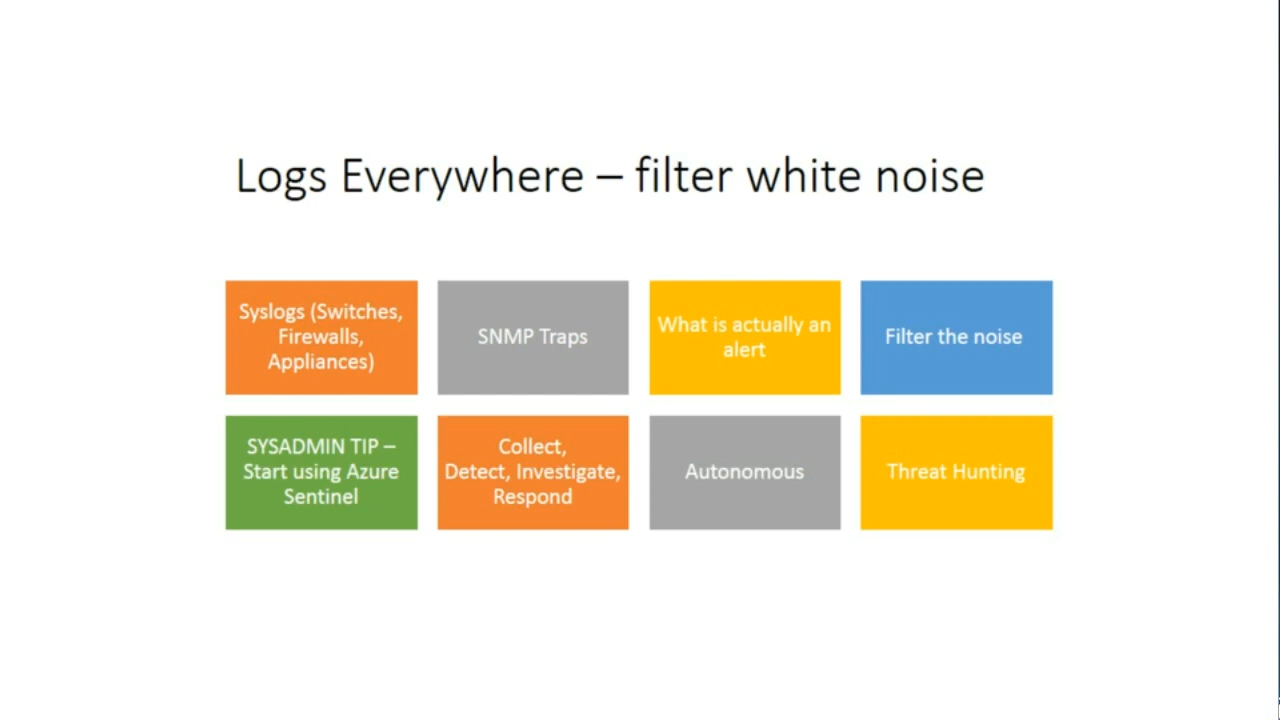 Logs Everywhere – filter white noise
Syslogs (Switches,
Firewalls,
Appliances)
SNMP Traps
What is actually an
alert
Filter the noise
SYSADMIN TIP –
Start using Azure
Sentinel
Collect,
Detect, Investigate,
Respond
Autonomous
Threat Hunting